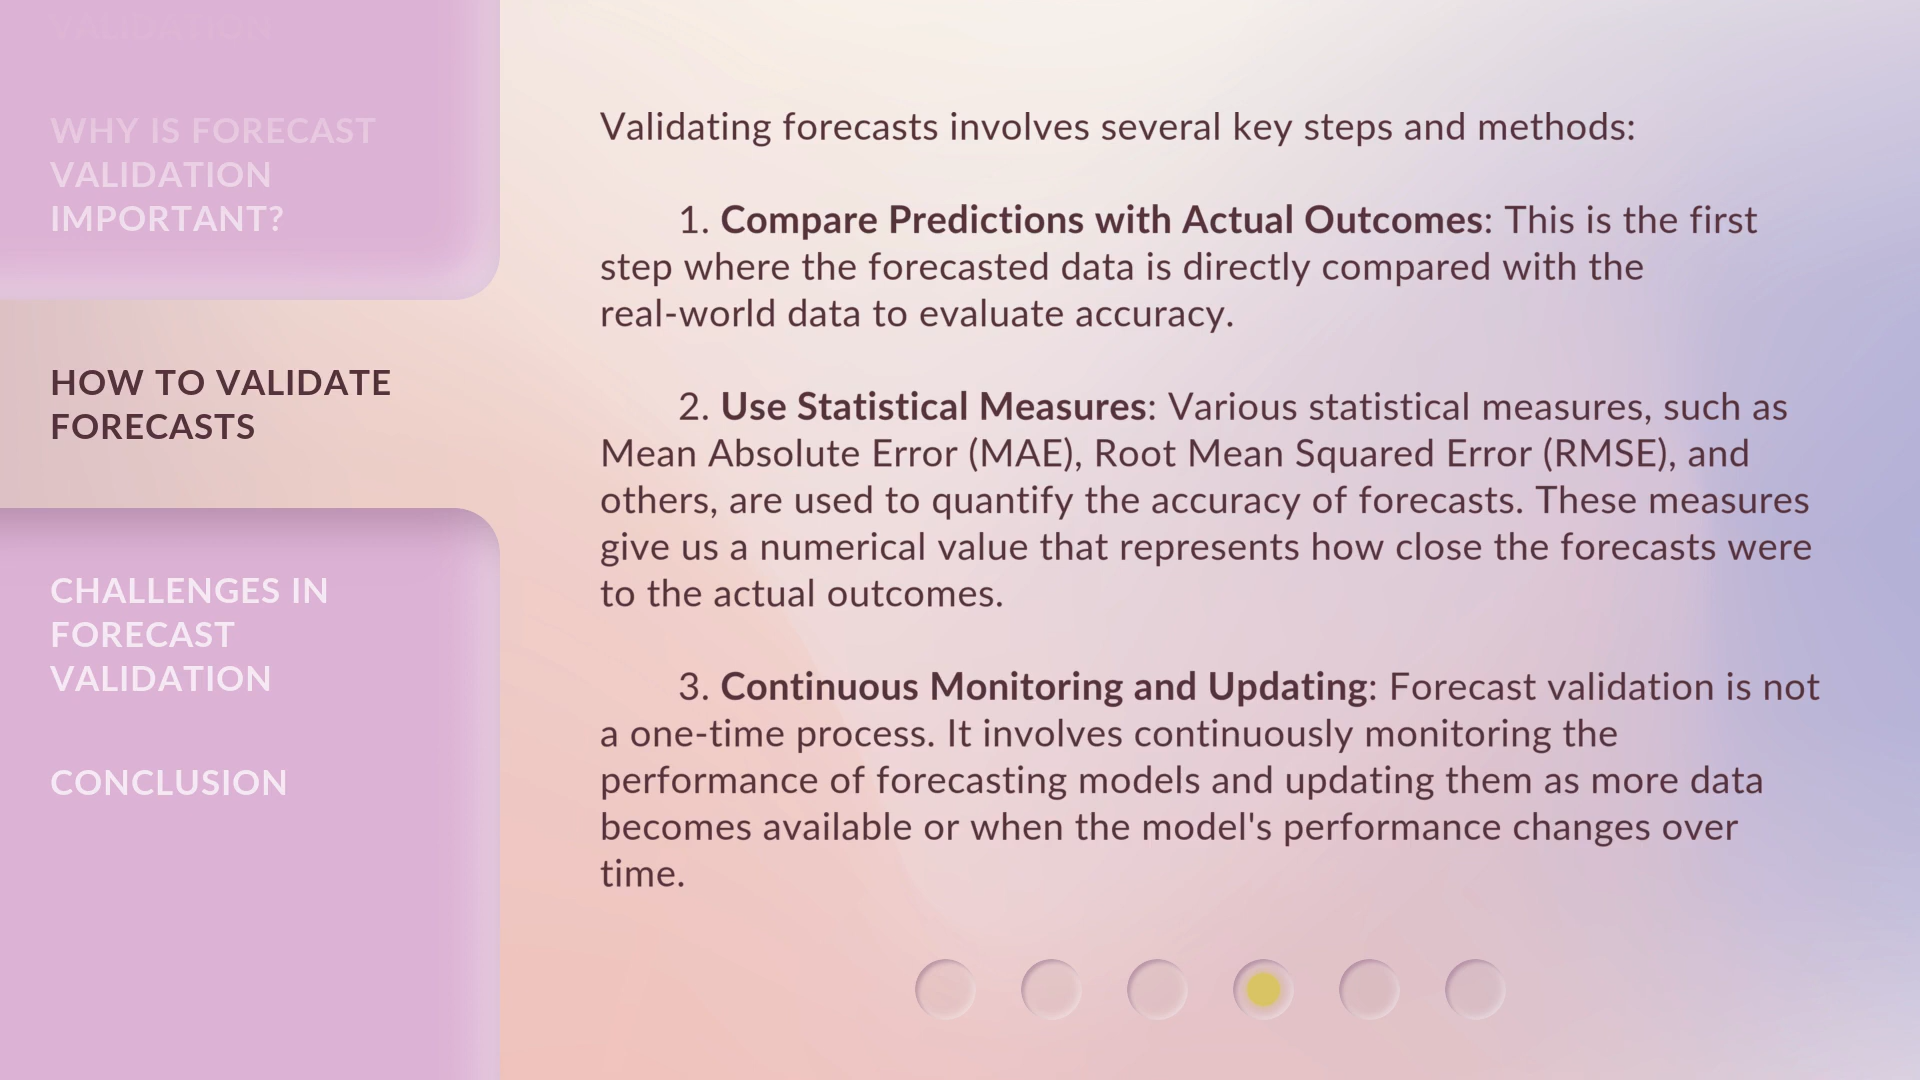 VALIDATION
WHY IS FORECAST
VALIDATION
IMPORTANT?
HOW TO VALIDATE
FORECASTS
CHALLENGES IN
FORECAST
VALIDATION
CONCLUSION
Validating forecasts involves several key steps and methods:
1. Compare Predictions with Actual Outcomes: This is the first
step where the forecasted data is directly compared with the
real-world data to evaluate accuracy.
2. Use Statistical Measures: Various statistical measures, such as
Mean Absolute Error (MAE), Root Mean Squared Error (RMSE), and
others, are used to quantify the accuracy of forecasts. These measures
give us a numerical value that represents how close the forecasts were
to the actual outcomes.
3. Continuous Monitoring and Updating: Forecast validation is not
a one-time process. It involves continuously monitoring the
performance of forecasting models and updating them as more data
becomes available or when the model's performance changes over
time.